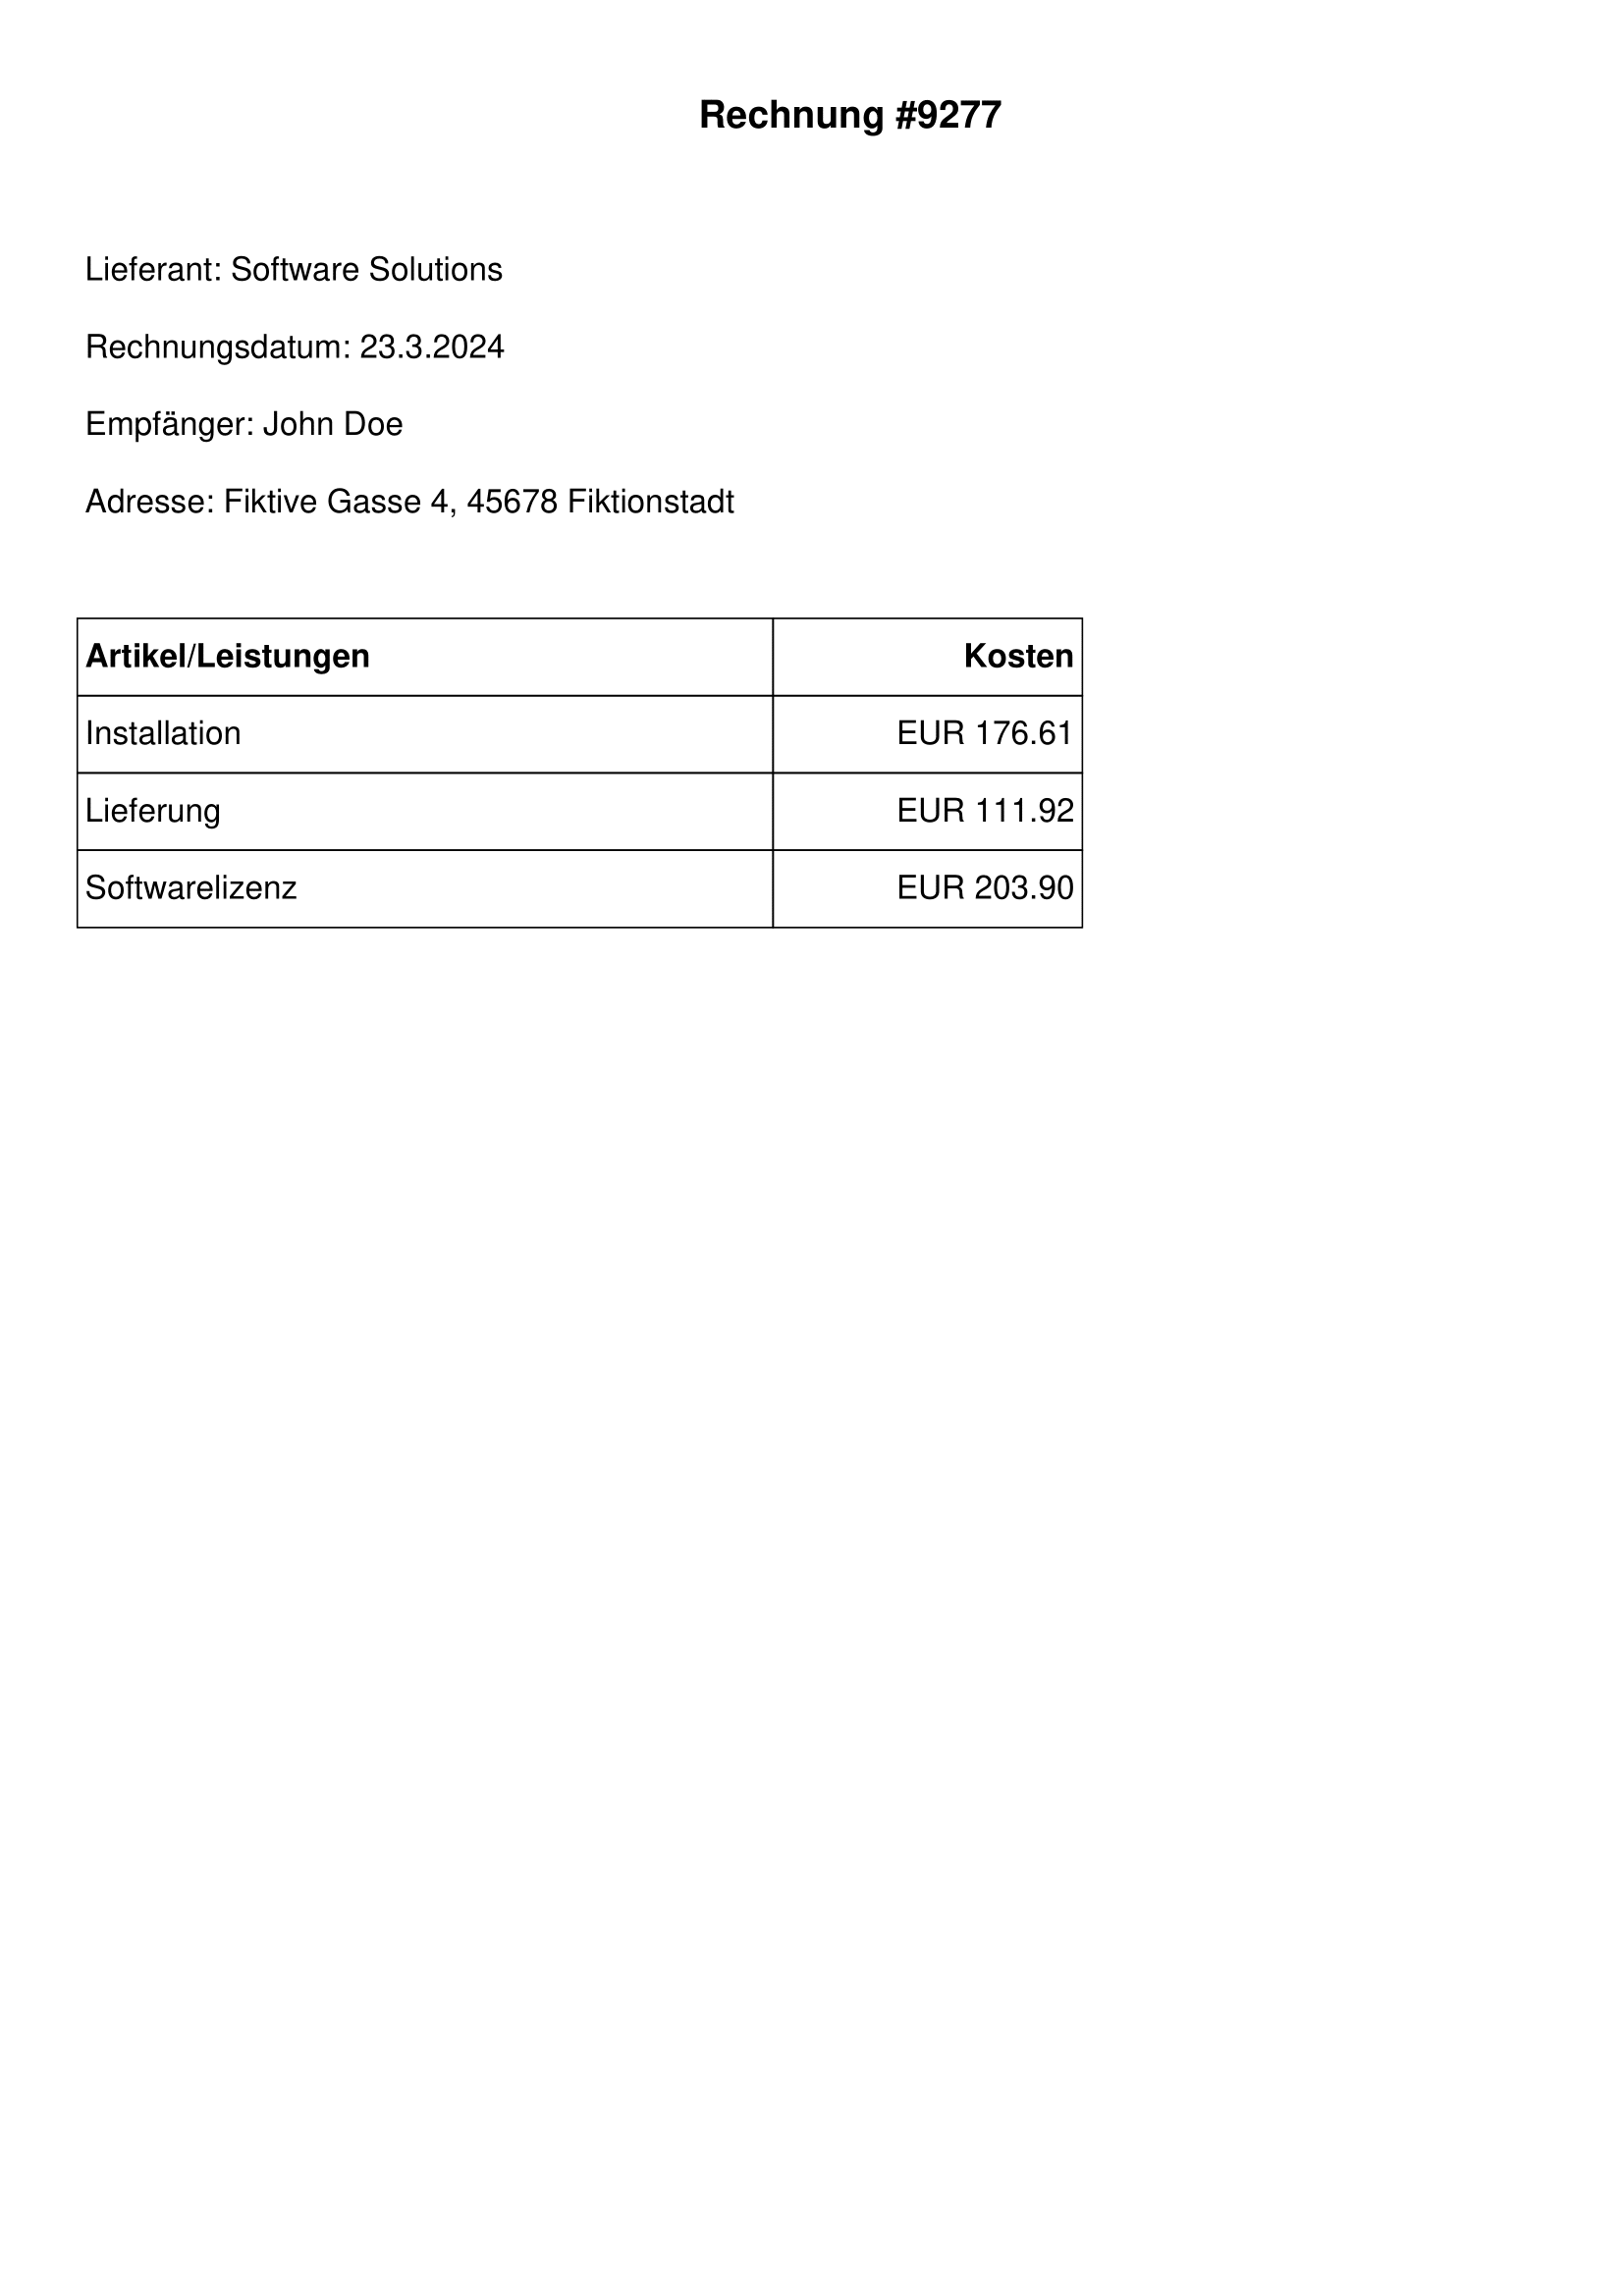 Rechnung #9277
Lieferant: Software Solutions
Rechnungsdatum: 23.3.2024
Empfänger: John Doe
Adresse: Fiktive Gasse 4, 45678 Fiktionstadt
Artikel/Leistungen Kosten
Installation EUR 176.61
Lieferung EUR 111.92
Softwarelizenz EUR 203.90